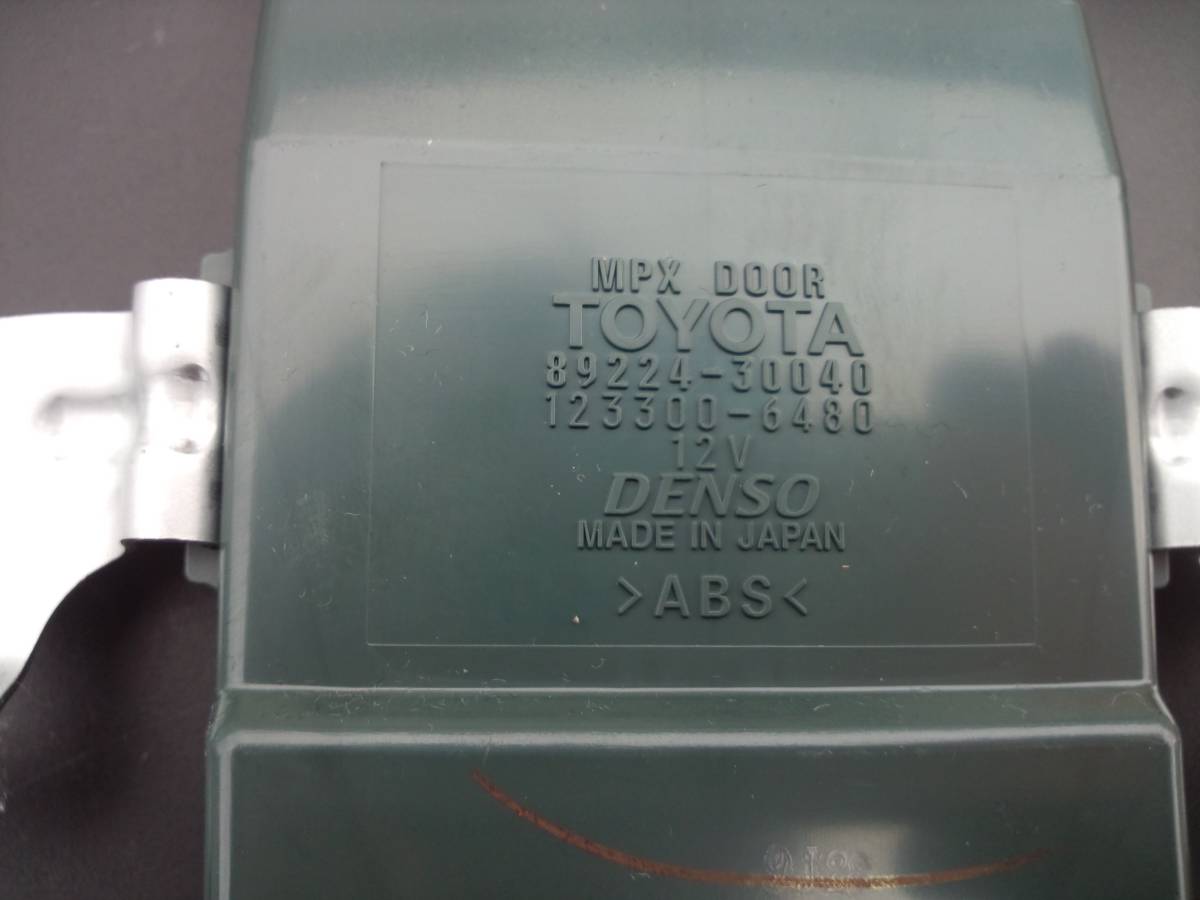 MPX DOOR
TOYOTA
89224-30040
123300-6480
12V
DENSO
MADE IN JAPAN
>ABS<